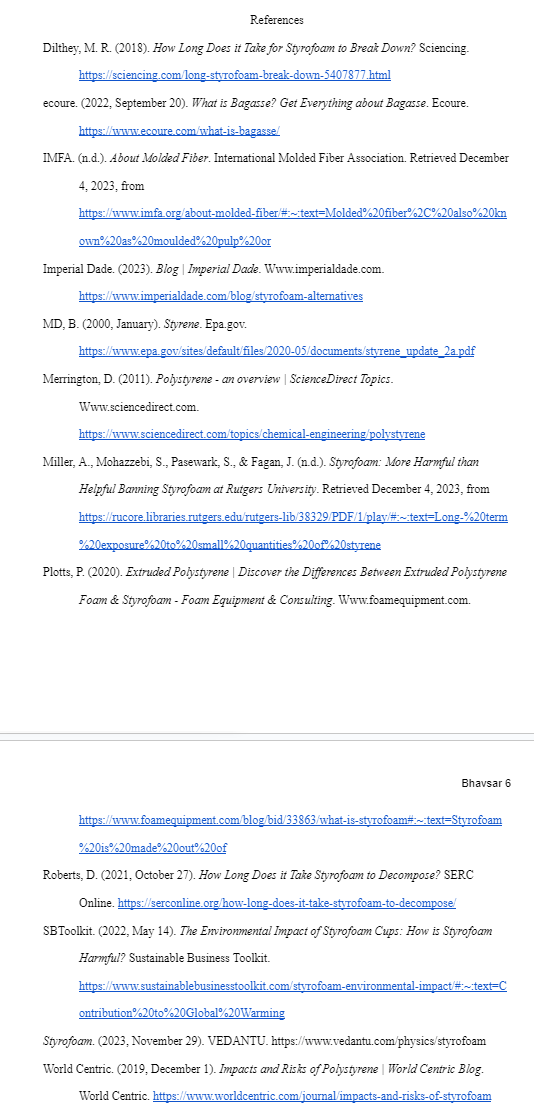 References
Dilthey, M. R. (2018). How Long Does it Take for Styrofoam to Break Down? Sciencing.
https://sciencing.com/long-styrofoam-break-down-5407877.html
ecoure. (2022, September 20). What is Bagasse? Get Everything about Bagasse. Ecoure.
https://www.ecoure.com/what-is-bagasse/
IMFA. (n.d.). About Molded Fiber. International Molded Fiber Association. Retrieved December
4, 2023, from
https://www.imfa.org/about-molded-fiber/#:~:text=Molded%20fiber%2C%20also%20kn
own%20as%20moulded%20pulp%20or
Imperial Dade. (2023). Blog | Imperial Dade. Www.imperialdade.com.
https://www.imperialdade.com/blog/styrofoam-alternatives
MD, B. (2000, January). Styrene. Epa.gov.
https://www.epa.gov/sites/default/files/2020-05/documents/styrene_update_2a.pdf
Merrington, D. (2011). Polystyrene - an overview | ScienceDirect Topics.
Www.sciencedirect.com.
https://www.sciencedirect.com/topics/chemical-engineering/polystyrene
Miller, A., Mohazzebi, S., Pasewark, S., & Fagan, J. (n.d.). Styrofoam: More Harmful than
Helpful Banning Styrofoam at Rutgers University. Retrieved December 4, 2023, from
https://rucore.libraries.rutgers.edu/rutgers-lib/38329/PDF/1/play/#:~:text=Long-%20term
%20exposure%20to%20small%20quantities%20of%20styrene
Plotts, P. (2020). Extruded Polystyrene | Discover the Differences Between Extruded Polystyrene
Foam & Styrofoam - Foam Equipment & Consulting. Www.foamequipment.com.
Bhavsar 6
https://www.foamequipment.com/blog/bid/33863/what-is-styrofoam#:~:text=Styrofoam
%20is%20made%20out%20of
Roberts, D. (2021, October 27). How Long Does it Take Styrofoam to Decompose? SERC
Online. https://serconline.org/how-long-does-it-take-styrofoam-to-decompose/
SBToolkit. (2022, May 14). The Environmental Impact of Styrofoam Cups: How is Styrofoam
Harmful? Sustainable Business Toolkit.
https://www.sustainablebusinesstoolkit.com/styrofoam-environmental-impact/#:~:text=C
ontribution%20to%20Global%20Warming
Styrofoam. (2023, November 29). VEDANTU. https://www.vedantu.com/physics/styrofoam
World Centric. (2019, December 1). Impacts and Risks of Polystyrene | World Centric Blog.
World Centric. https://www.worldcentric.com/journal/impacts-and-risks-of-styrofoam